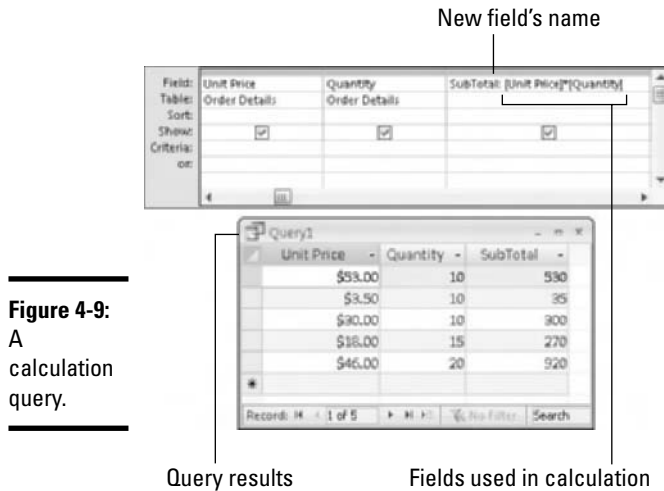 New field's name
Field: Unit Price Quantity SubTotal: [Unit Price]*[Quantity]
Table: Order Details Order Details
Sort:
Show:
Criteria:
or:
Query1
Unit Price Quantity SubTotal
$53.00 10 530
$3.50 10 35
$30.00 10 300
$18.00 15 270
$46.00 20 920
Record: 1 of 5 No Filter Search
Figure 4-9:
A
calculation
query.
Query results
Fields used in calculation